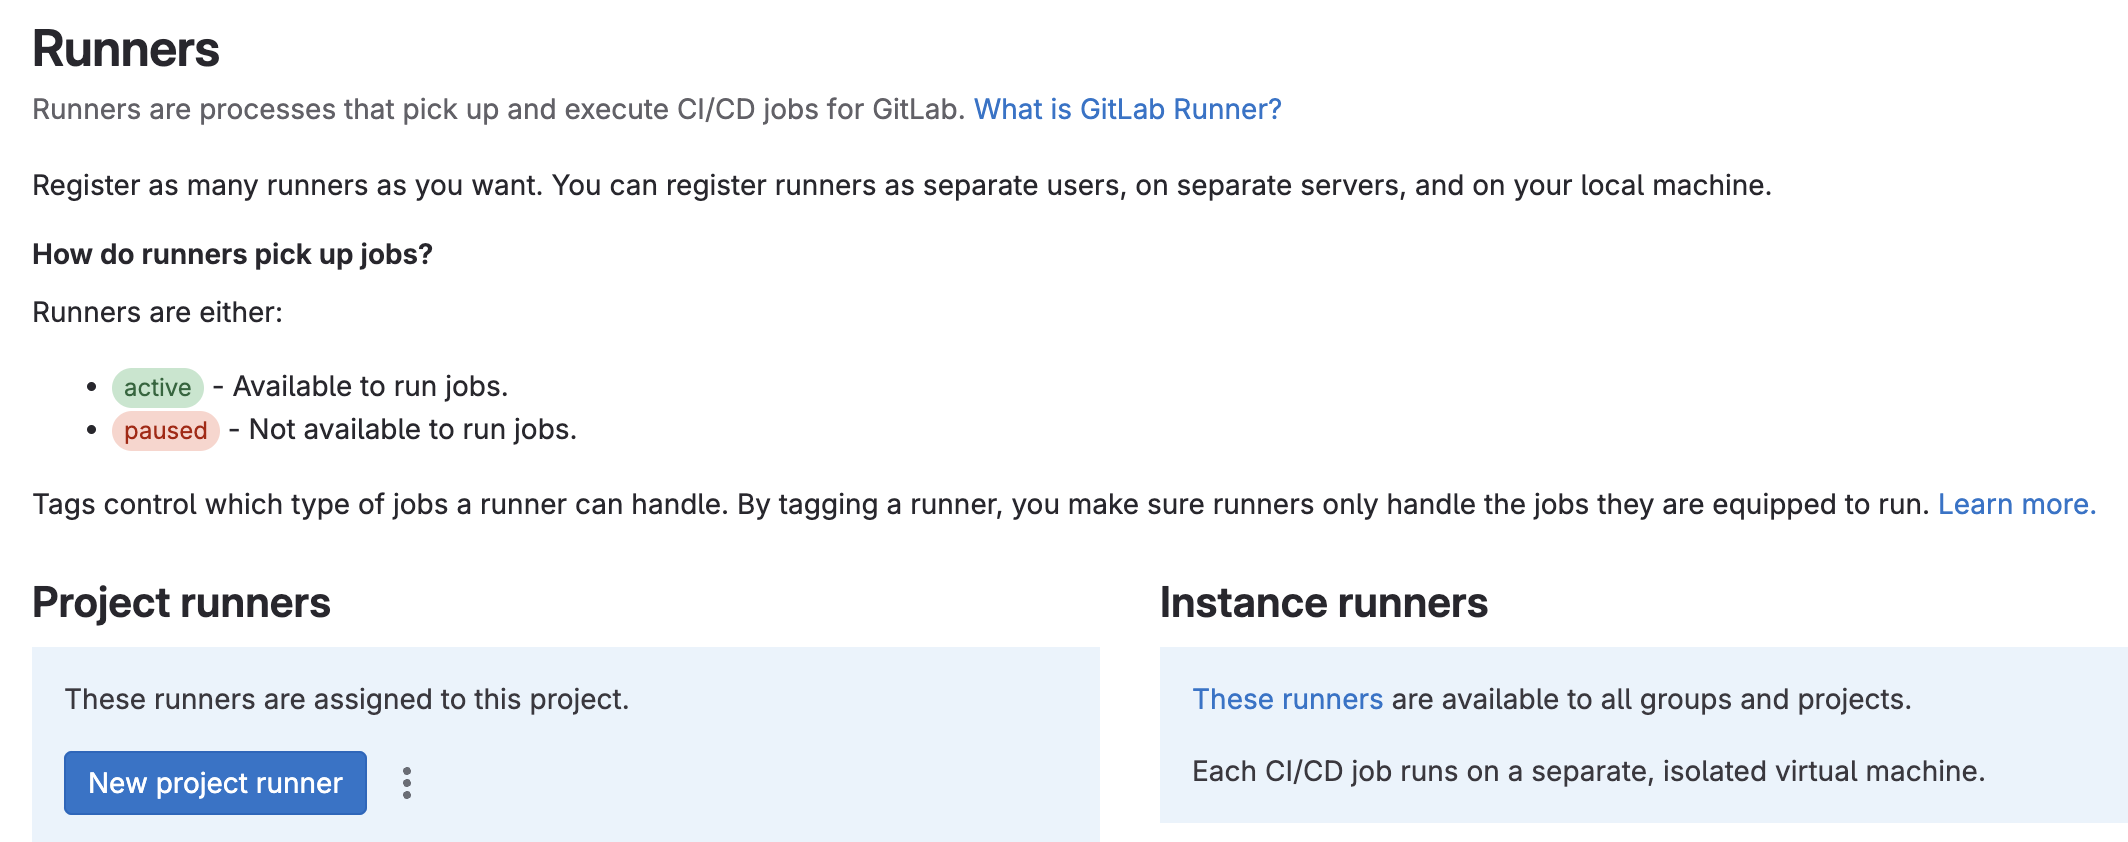 Runners
Runners are processes that pick up and execute CI/CD jobs for GitLab. What is GitLab Runner?
Register as many runners as you want. You can register runners as separate users, on separate servers, and on your local machine.
How do runners pick up jobs?
Runners are either:
• active - Available to run jobs.
• paused - Not available to run jobs.
Tags control which type of jobs a runner can handle. By tagging a runner, you make sure runners only handle the jobs they are equipped to run. Learn more.
Project runners
These runners are assigned to this project.
New project runner
Instance runners
These runners are available to all groups and projects.
Each CI/CD job runs on a separate, isolated virtual machine.